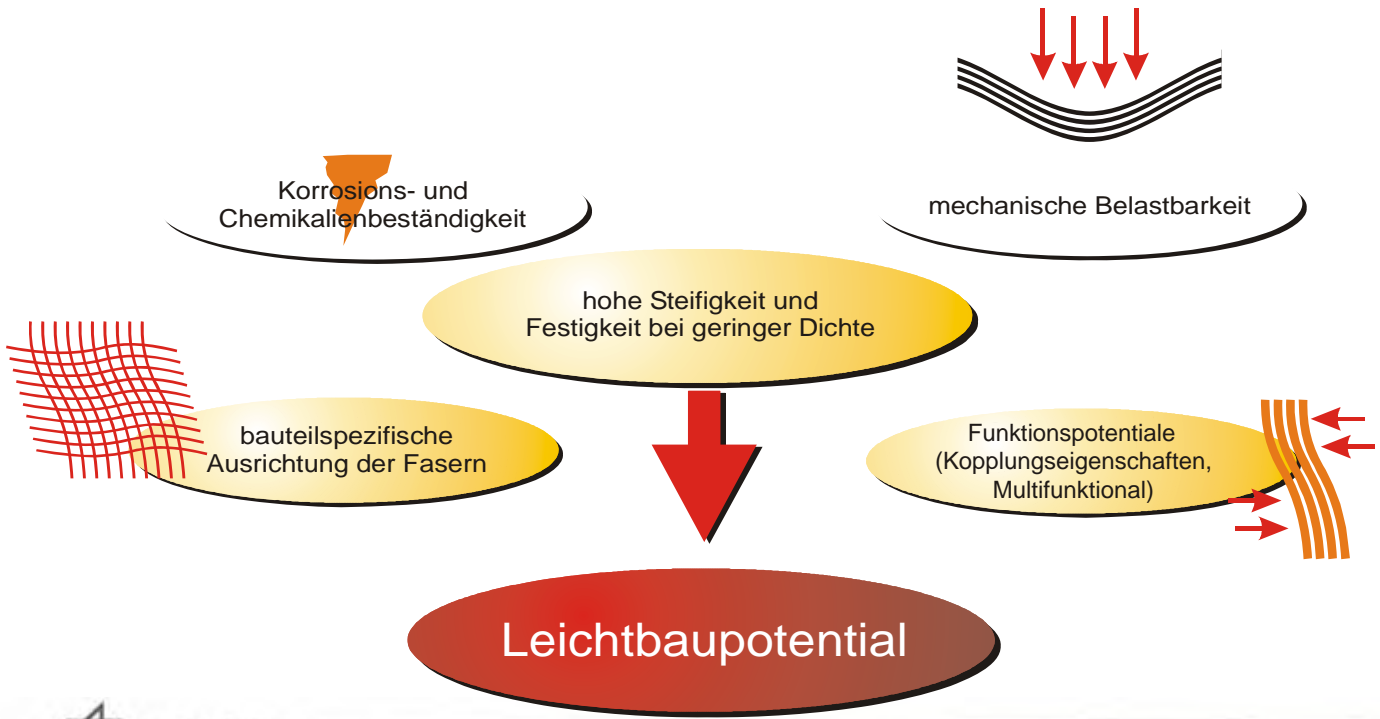 Korrosions- und
Chemikalienbeständigkeit
mechanische Belastbarkeit
hohe Steifigkeit und
Festigkeit bei geringer Dichte
bauteilspezifische
Ausrichtung der Fasern
Funktionspotentiale
(Kopplungseigenschaften,
Multifunktional)
Leichtbaupotential